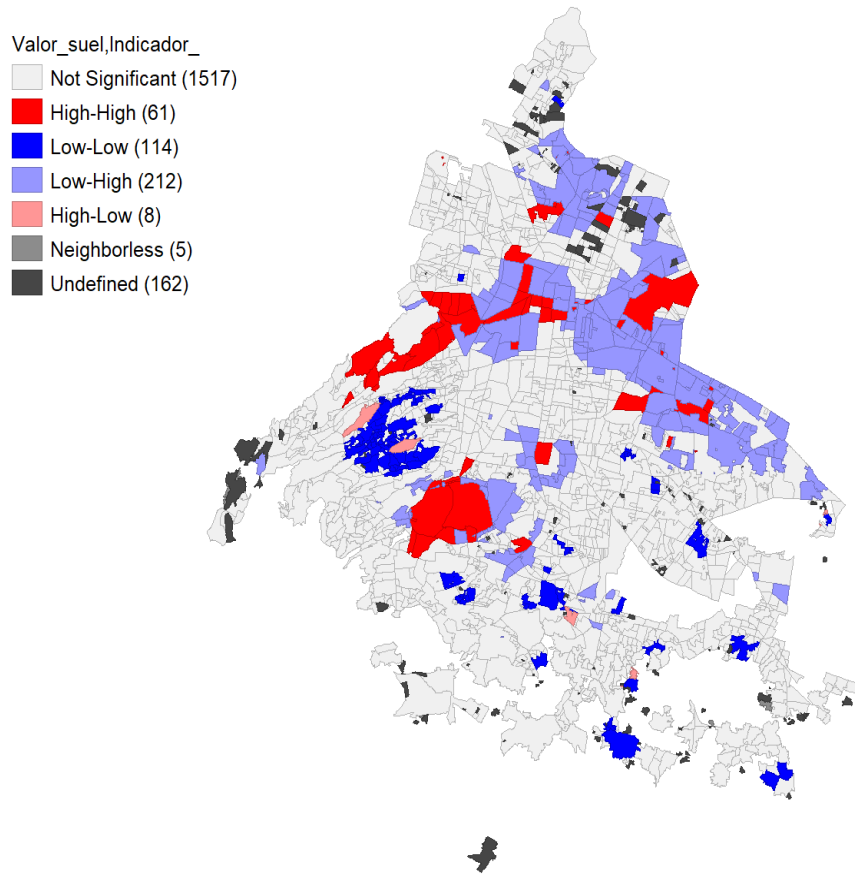 Valor_suel,Indicador_
Not Significant (1517)
High-High (61)
Low-Low (114)
Low-High (212)
High-Low (8)
Neighborless (5)
Undefined (162)